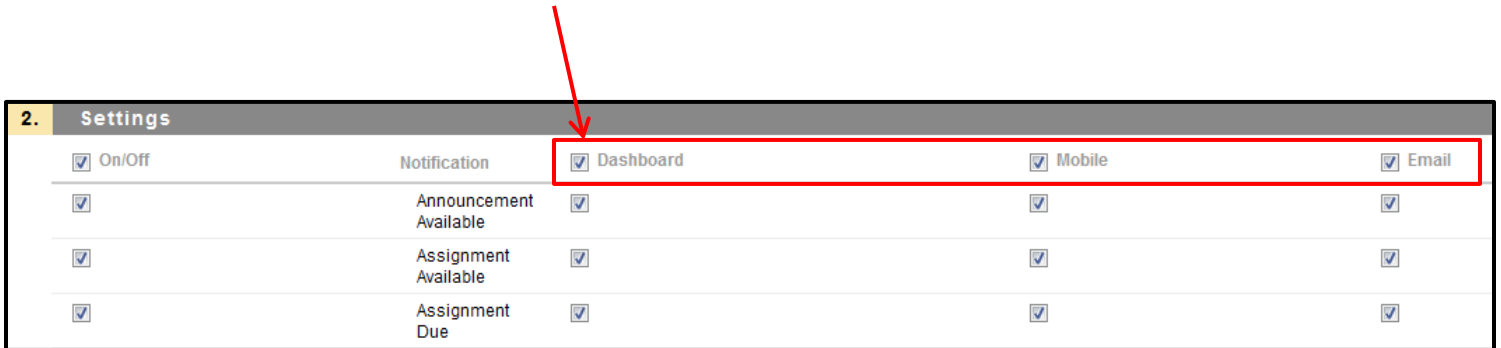 2. Settings
On/Off Notification Dashboard Mobile Email
Announcement
Available
Assignment
Available
Assignment
Due